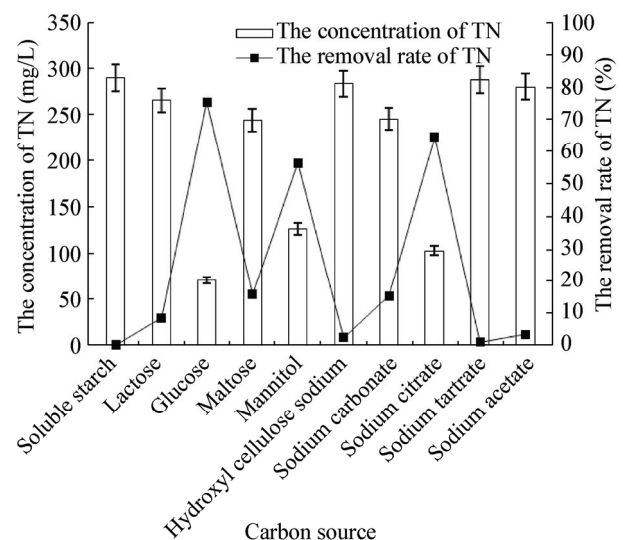 The concentration of TN (mg/L)
350
300
250
200
150
100
50
0
The concentration of TN
The removal rate of TN
100
90
80
70
60
50
40
30
20
10
0
The removal rate of TN (%)
Soluble starch
Lactose
Glucose
Maltose
Mannitol
Hydroxyl cellulose sodium
Sodium carbonate
Sodium citrate
Sodium tartrate
Sodium acetate
Carbon source